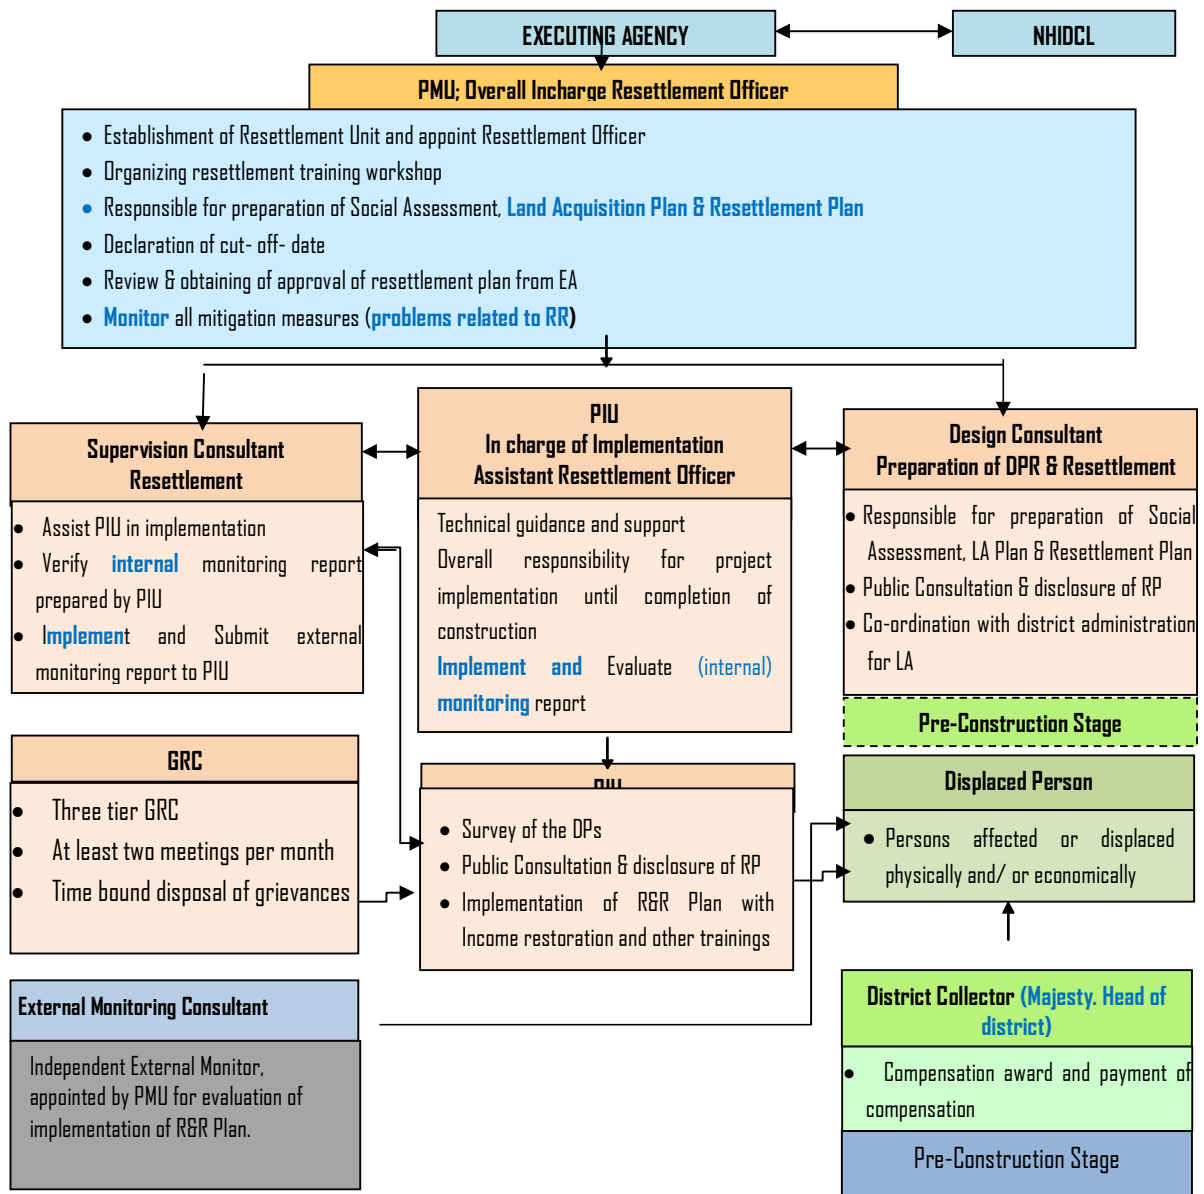 EXECUTING AGENCY
NHIDCL
PMU; Overall Incharge Resettlement Officer
• Establishment of Resettlement Unit and appoint Resettlement Officer
• Organizing resettlement training workshop
• Responsible for preparation of Social Assessment, Land Acquisition Plan & Resettlement Plan
• Declaration of cut- off- date
• Review & obtaining of approval of resettlement plan from EA
• Monitor all mitigation measures (problems related to RR)
Supervision Consultant
Resettlement
• Assist PIU in implementation
• Verify internal monitoring report
prepared by PIU
• Implement and Submit external
monitoring report to PIU
PIU
In charge of Implementation
Assistant Resettlement Officer
Technical guidance and support
Overall responsibility for project
implementation until completion of
construction
Implement and Evaluate (internal)
monitoring report
Design Consultant
Preparation of DPR & Resettlement
• Responsible for preparation of Social
Assessment, LA Plan & Resettlement Plan
• Public Consultation & disclosure of RP
• Co-ordination with district administration
for LA
Pre-Construction Stage
GRC
• Three tier GRC
• At least two meetings per month
• Time bound disposal of grievances
• Survey of the DPs
• Public Consultation & disclosure of RP
• Implementation of R&R Plan with
Income restoration and other trainings
Displaced Person
• Persons affected or displaced
physically and/ or economically
External Monitoring Consultant
Independent External Monitor,
appointed by PMU for evaluation of
implementation of R&R Plan.
District Collector (Majesty. Head of
district)
• Compensation award and payment of
compensation
Pre-Construction Stage